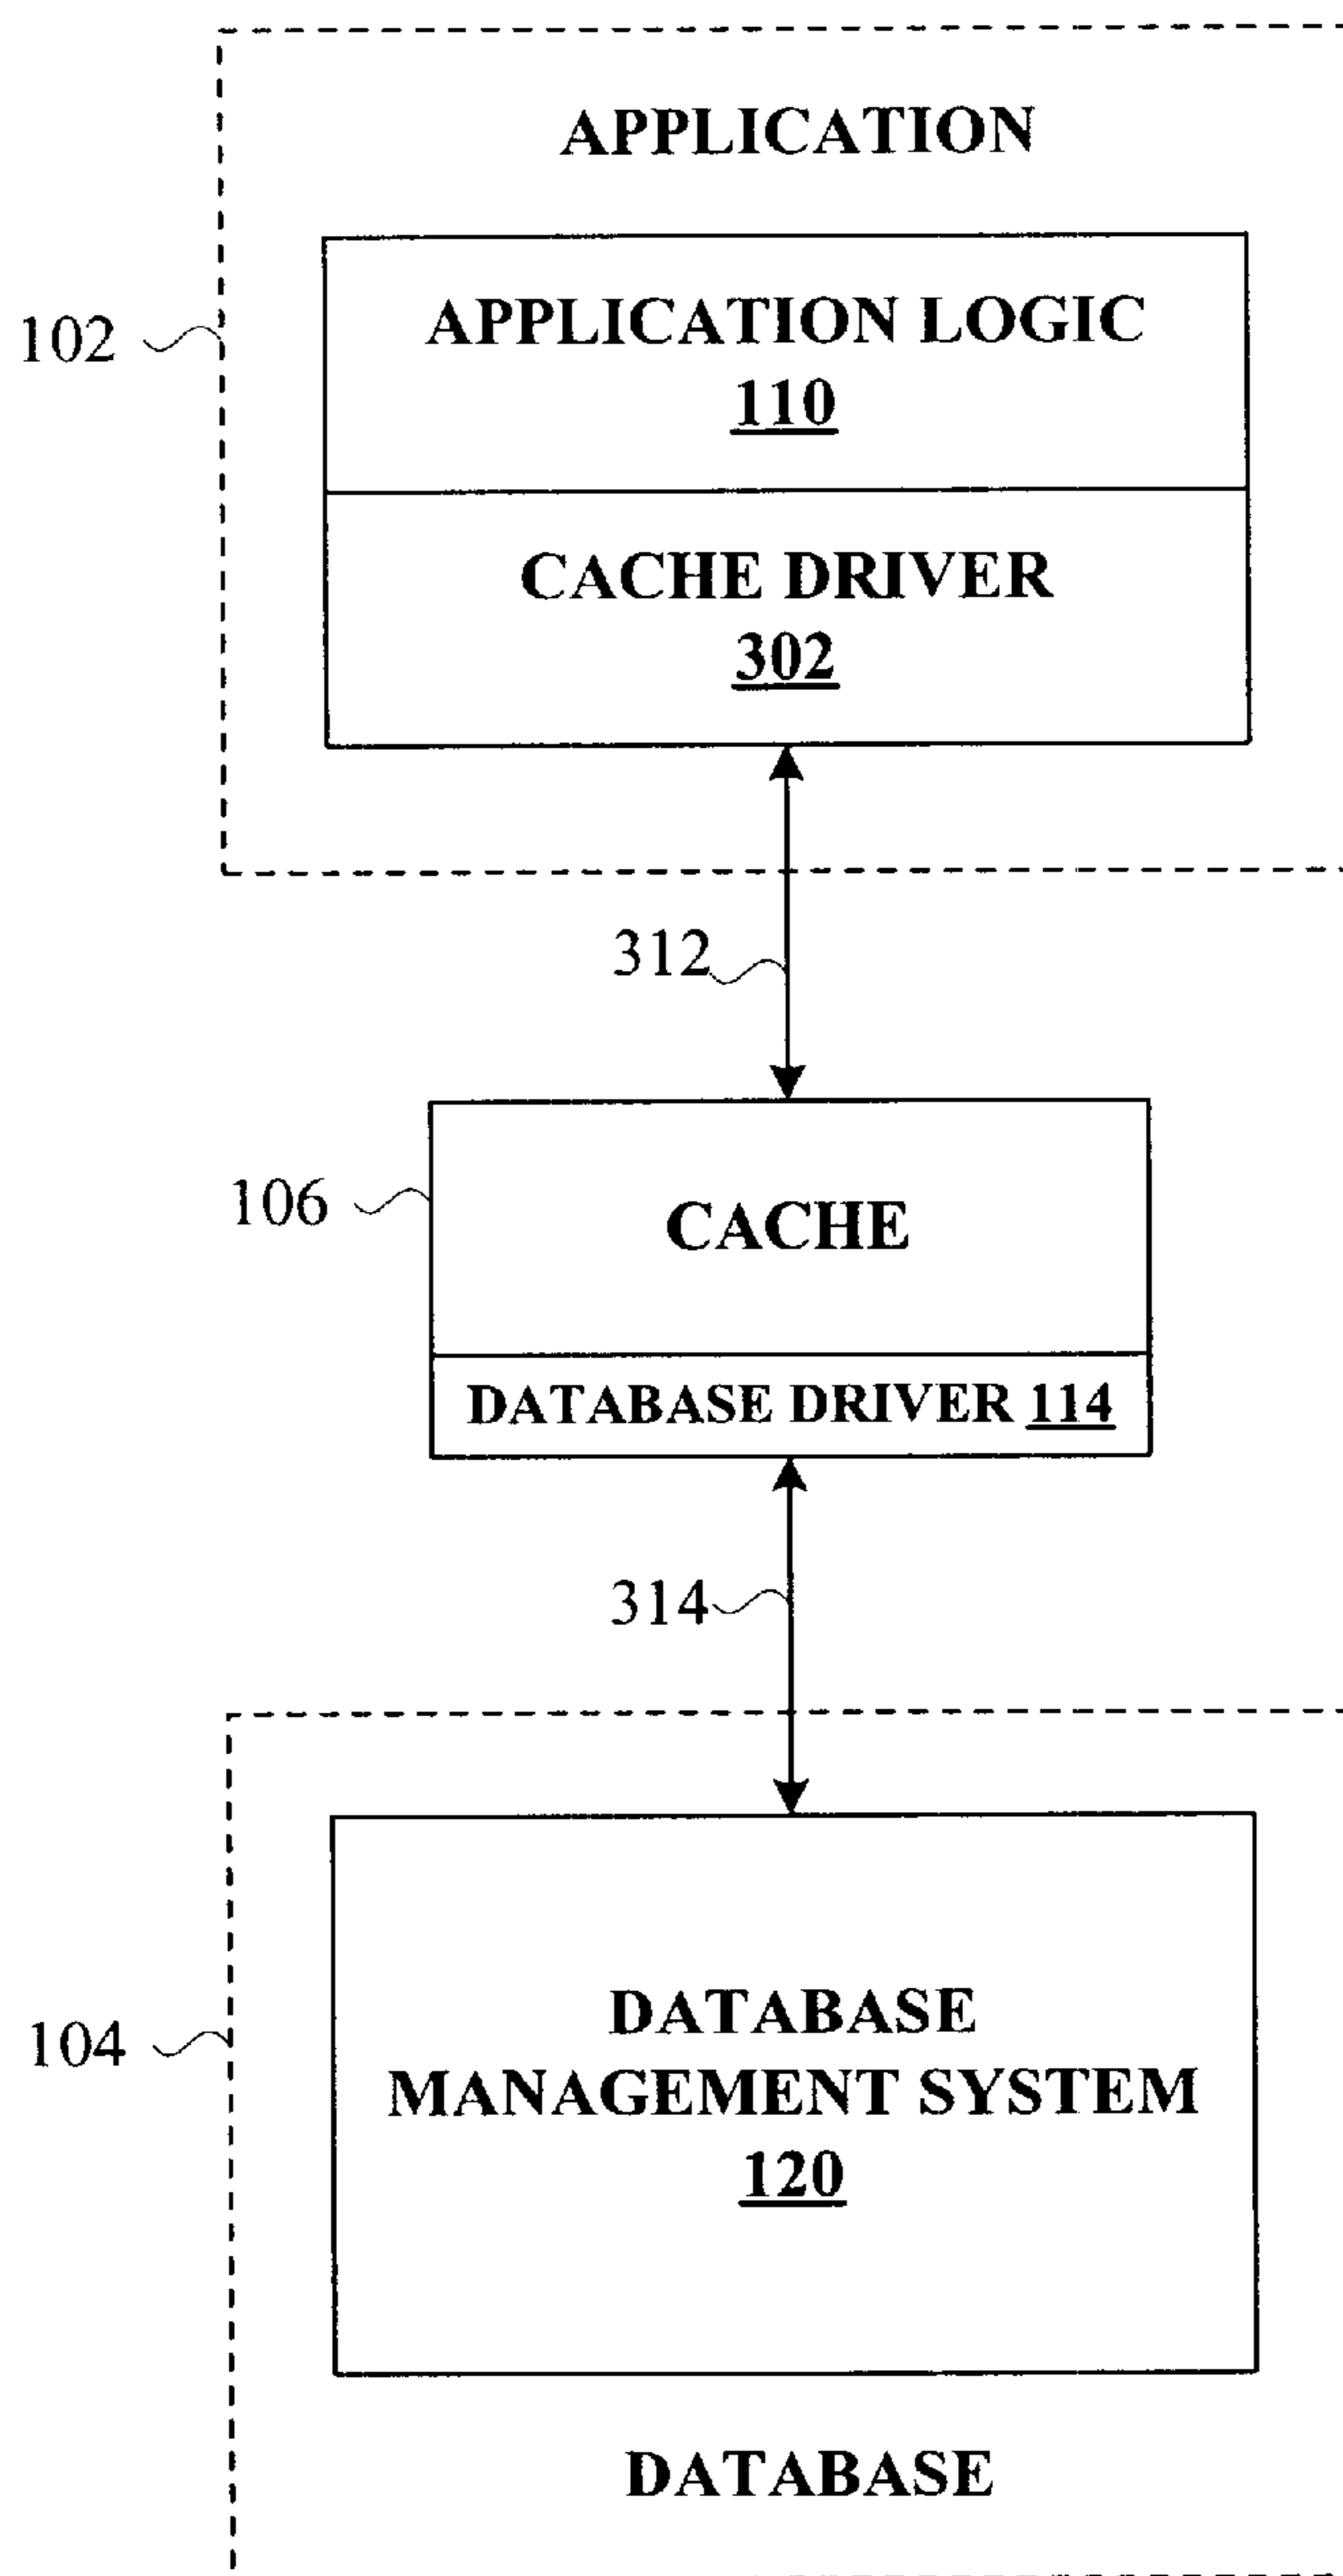 APPLICATION
APPLICATION LOGIC
110
102
CACHE DRIVER
302
312
106
CACHE
DATABASE DRIVER 114
314
DATABASE
MANAGEMENT SYSTEM
120
104
DATABASE